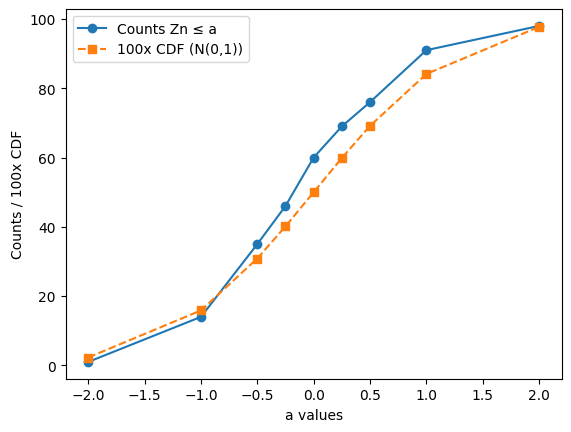 Counts Zn ≤ a
100x CDF (N(0,1))
Counts / 100x CDF
100
80
60
40
20
0
−2.0 −1.5 −1.0 −0.5 0.0 0.5 1.0 1.5 2.0
a values